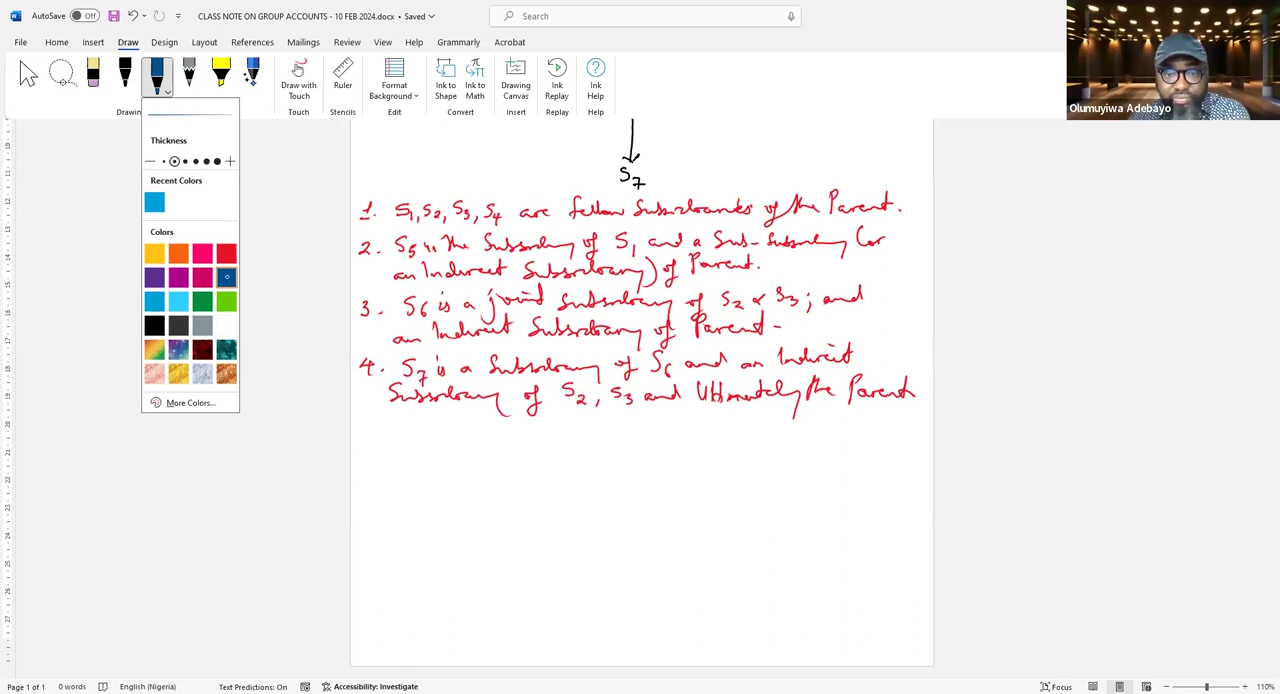 AutoSave Off CLASS NOTE ON GROUP ACCOUNTS - 10 FEB 2024.docx • Saved Search
File Home Insert Draw Design Layout References Mailings Review View Help Grammarly Acrobat
Draw with Touch Ruler Format Background Ink to Shape Ink to Math Drawing Canvas Ink Replay Ink Help
Drawin Touch Stencils Edit Convert Insert Replay Help
Olumuyiwa Adebayo
Thickness
Recent Colors
Colors
More Colors...
S7
1. S1, S2, S3, S4 are fellow Subsidiaries of the Parent.
2. S5 is the Subsidiary of S1 and a Sub-Subsidiary (or
an Indirect Subsidiary) of Parent.
3. S6 is a joint Subsidiary of S2 & S3; and
an Indirect Subsidiary of Parent-
4. S7 is a Subsidiary of S6 and an Indirect
Subsidiary of S2, S3 and Ultimately the Parent
Page 1 of 1 0 words English (Nigeria) Text Predictions: On Accessibility: Investigate Focus 110%